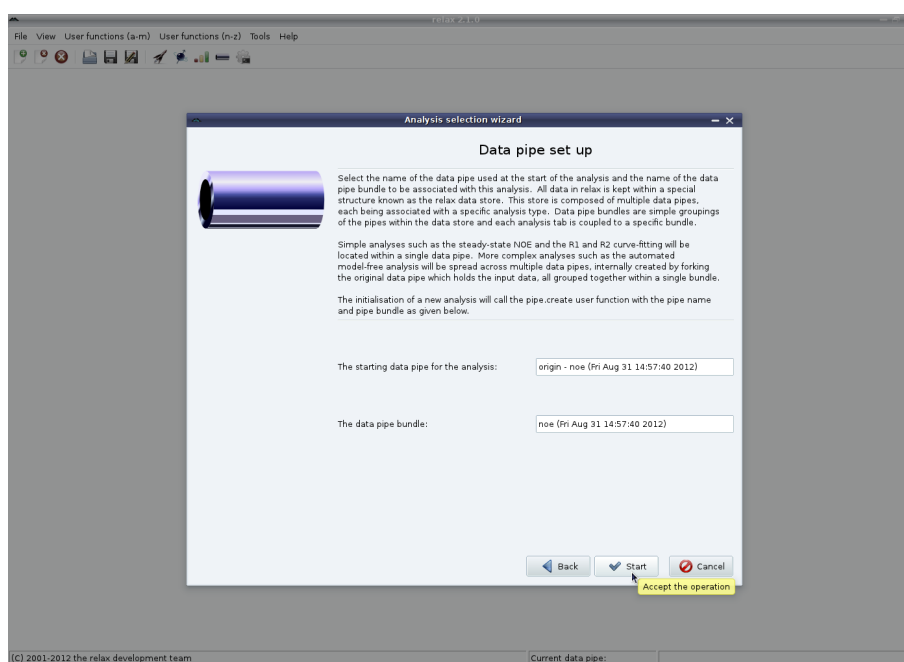 relax 2.1.0
File View User functions (a-m) User functions (n-z) Tools Help
Analysis selection wizard
Data pipe set up
Select the name of the data pipe used at the start of the analysis and the name of the data
pipe bundle to be associated with this analysis. All data in relax is kept within a special
structure known as the relax data store. This store is composed of multiple data pipes,
each being associated with a specific analysis type. Data pipe bundles are simple groupings
of the pipes within the data store and each analysis tab is coupled to a specific bundle.
Simple analyses such as the steady-state NOE and the R1 and R2 curve-fitting will be
located within a single data pipe. More complex analyses such as the automated
model-free analysis will be spread across multiple data pipes, internally created by forking
the original data pipe which holds the input data, all grouped together within a single bundle.
The initialisation of a new analysis will call the pipe.create user function with the pipe name
and pipe bundle as given below.
The starting data pipe for the analysis: origin - noe (Fri Aug 31 14:57:40 2012)
The data pipe bundle: noe (Fri Aug 31 14:57:40 2012)
Back Start Cancel
Accept the operation
(C) 2001-2012 the relax development team Current data pipe: